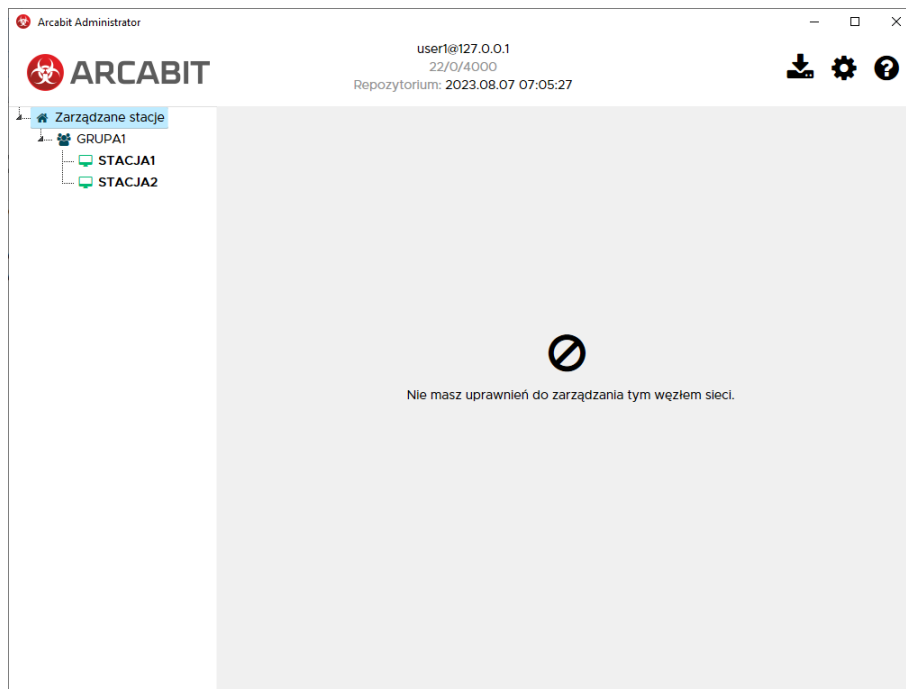 Arcabit Administrator
ARCABIT
user1@127.0.0.1
22/0/4000
Repozytorium: 2023.08.07 07:05:27
Zarządzane stacje
GRUPA1
STACJA1
STACJA2
Nie masz uprawnień do zarządzania tym węzłem sieci.